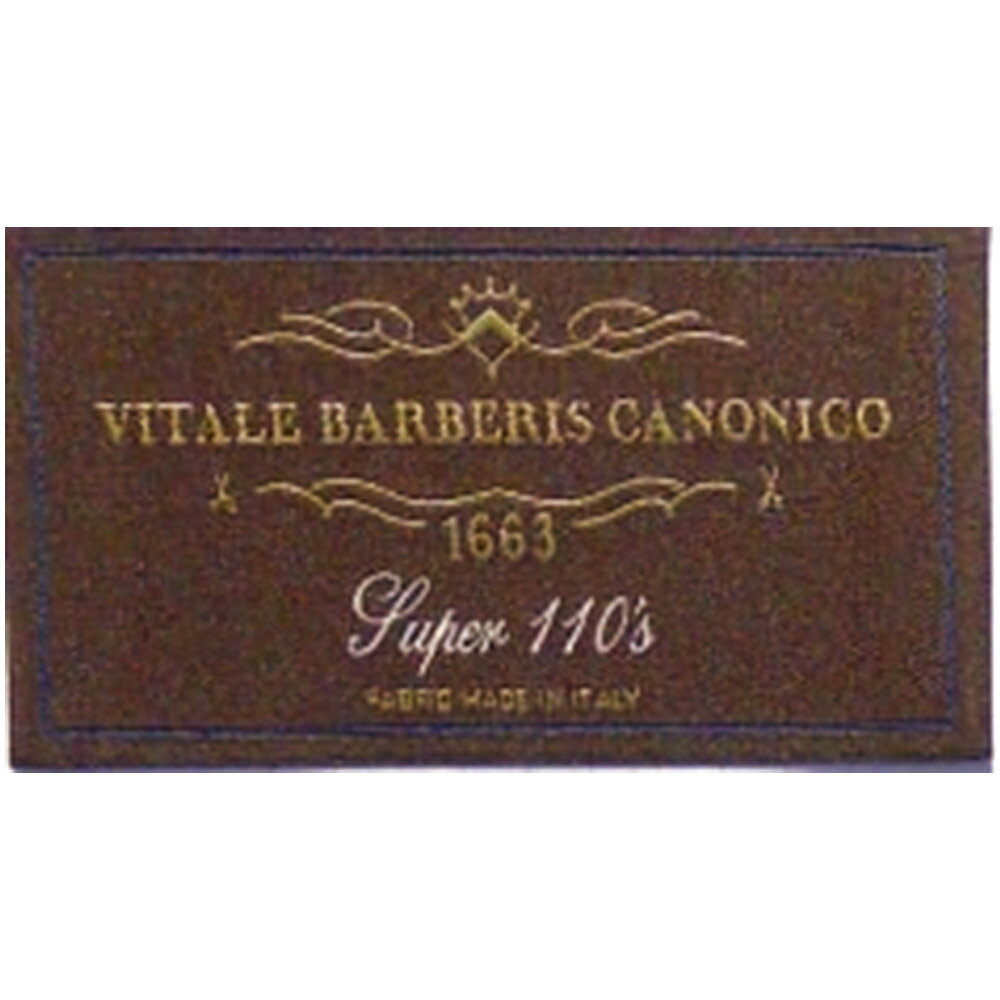 VITALE BARBERIS CANONICO
1663
Super 110's
FABRIC MADE IN ITALY